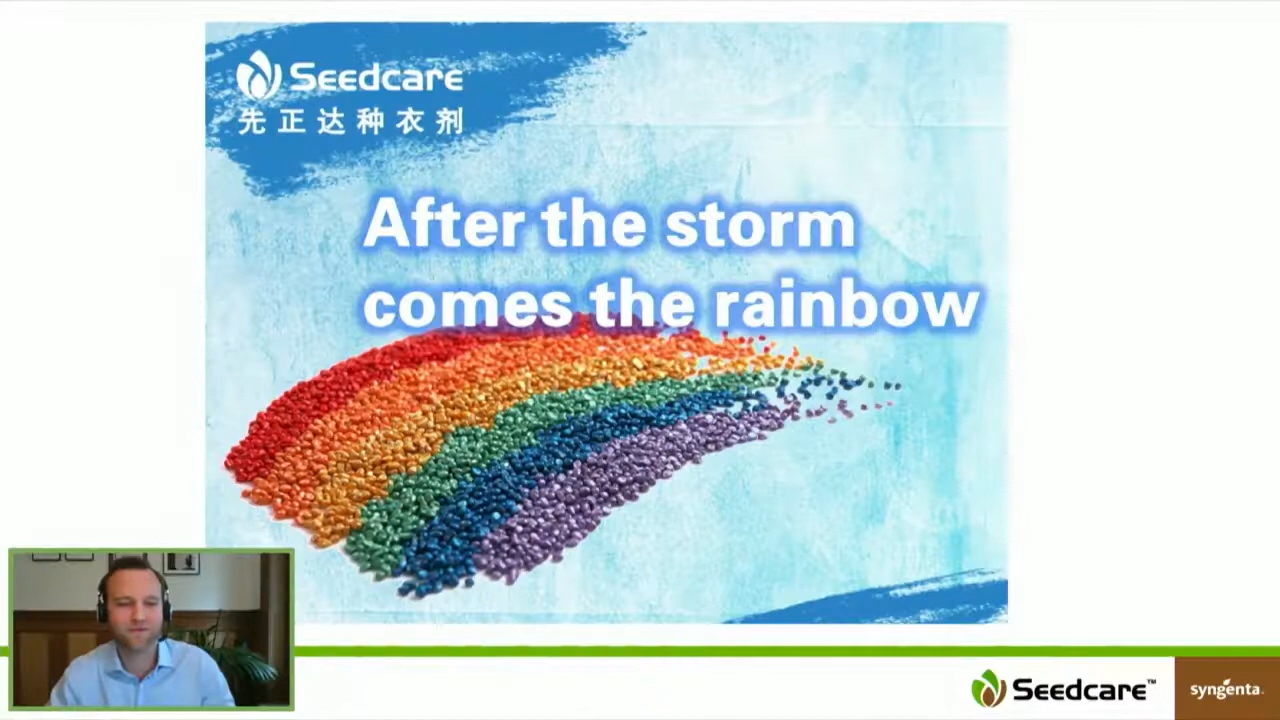 Seedcare
先正达种衣剂
After the storm
comes the rainbow
Seedcare™
syngenta.